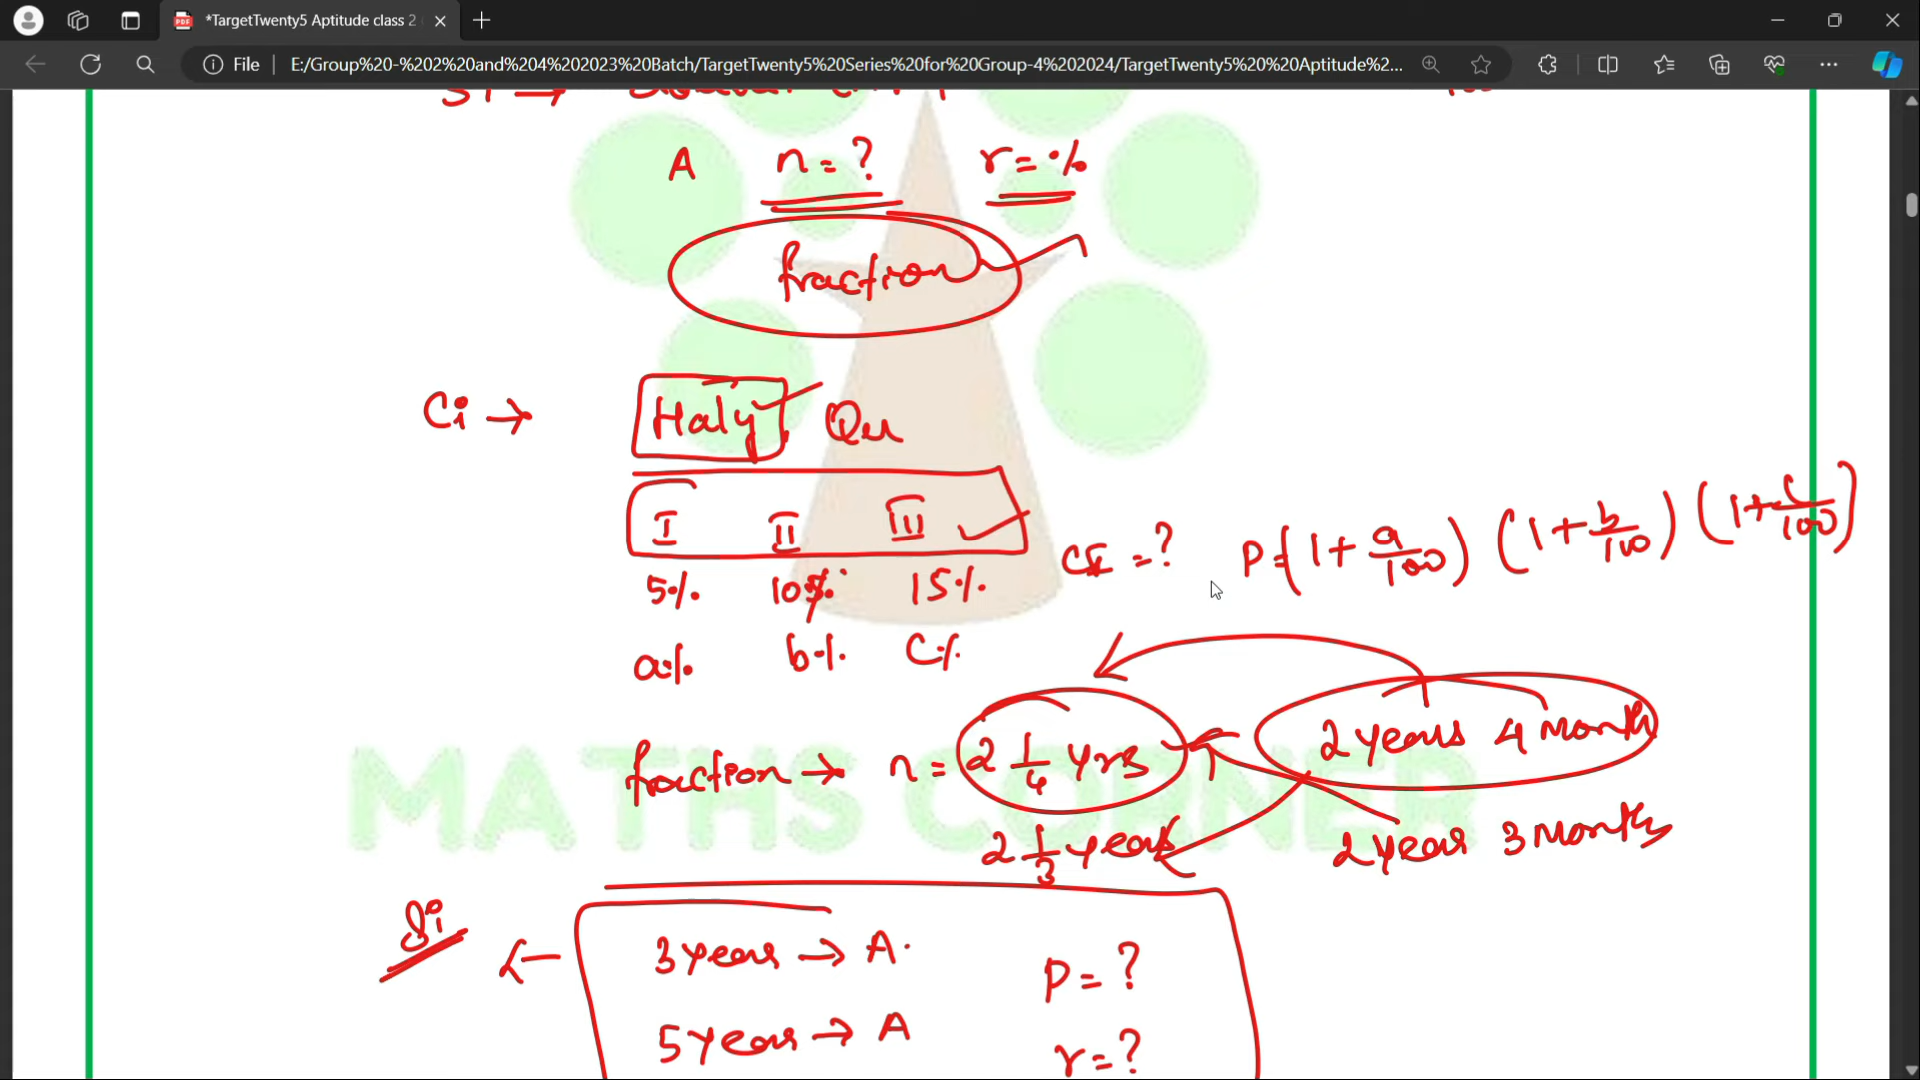 *TargetTwenty5 Aptitude class 2
File E:/Group%20-%202%20and%204%202023%20Batch/TargetTwenty5%20Series%20for%20Group-4%202024/TargetTwenty5%20%20Aptitude%2...
A n = ? r = %
fraction
Ci → Haly Qu
I II III
5% 10% 15% CI = ? P = (1 + a/100) (1 + b/100) (1 + c/100)
a% b% c%
fraction → n = 2 1/4 yrs 2 years 4 month
2 1/3 years 2 year 3 months
MATHS CORNER
Si
3 years → A. P = ?
5 years → A r = ?